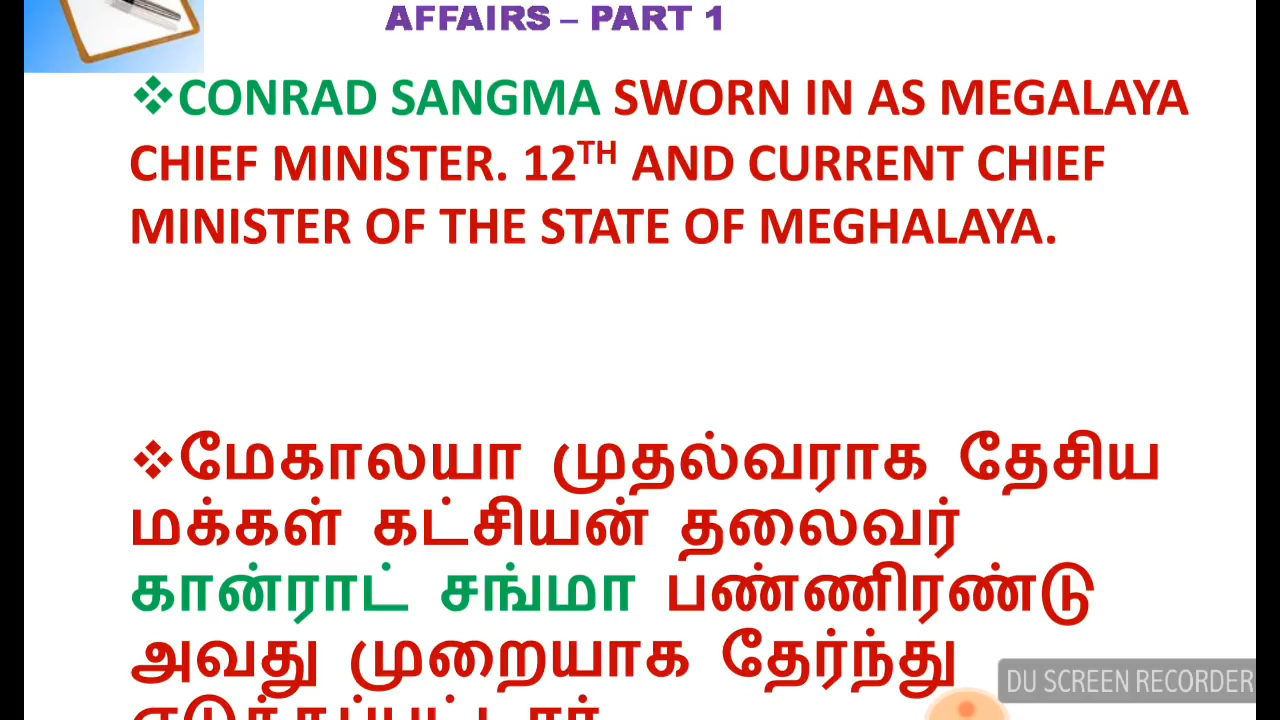 AFFAIRS – PART 1
❖CONRAD SANGMA SWORN IN AS MEGALAYA
CHIEF MINISTER. 12TH AND CURRENT CHIEF
MINISTER OF THE STATE OF MEGHALAYA.
❖மேகாலயா முதல்வராக தேசிய
மக்கள் கட்சியன் தலைவர்
கான்ராட் சங்மா பண்ணிரண்டு
அவது முறையாக தேர்ந்து
DU SCREEN RECORDER